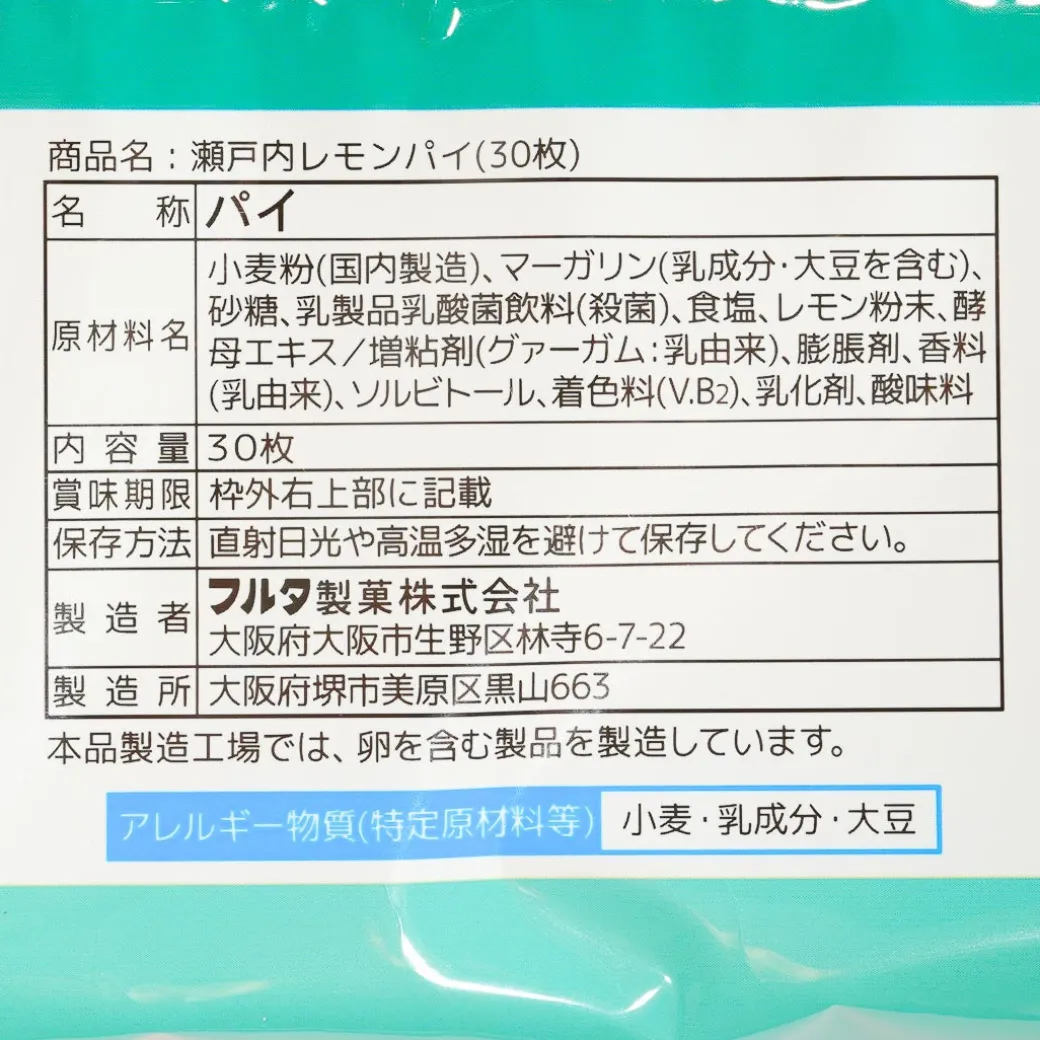 商品名：瀬戸内レモンパイ(30枚)
名称 パイ
原材料名 小麦粉(国内製造)、マーガリン(乳成分・大豆を含む)、
砂糖、乳製品乳酸菌飲料(殺菌)、食塩、レモン粉末、酵
母エキス／増粘剤(グァーガム：乳由来)、膨脹剤、香料
(乳由来)、ソルビトール、着色料(V.B2)、乳化剤、酸味料
内容量 30枚
賞味期限 枠外右上部に記載
保存方法 直射日光や高温多湿を避けて保存してください。
製造者 フルタ製菓株式会社
大阪府大阪市生野区林寺6-7-22
製造所 大阪府堺市美原区黒山663
本品製造工場では、卵を含む製品を製造しています。
アレルギー物質(特定原材料等) 小麦・乳成分・大豆